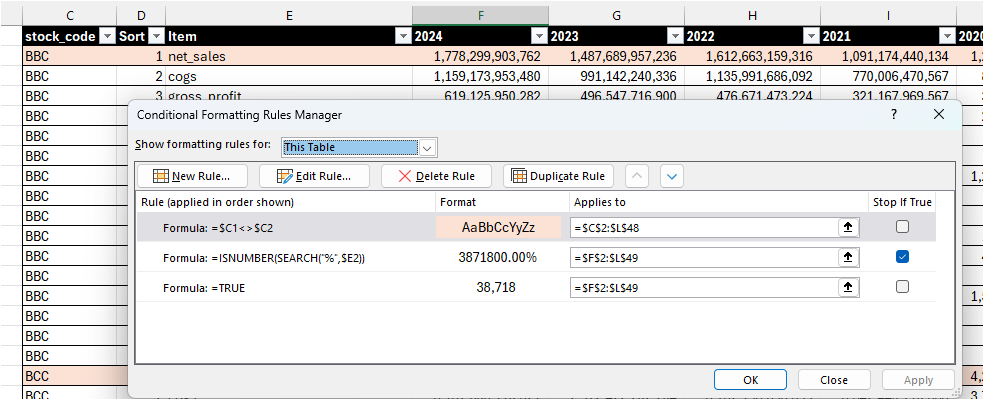 C D E F G H I
stock_code Sort Item 2024 2023 2022 2021 2020
BBC 1 net_sales 1,778,299,903,762 1,487,689,957,236 1,612,663,159,316 1,091,174,440,134 1,
BBC 2 cogs 1,159,173,953,480 991,142,240,336 1,135,991,686,092 770,006,470,567
BBC 3 gross_profit 619,125,950,282 496,547,716,900 476,671,473,224 321,167,969,567
BBC
Conditional Formatting Rules Manager ? ×
BBC
Show formatting rules for: This Table
BBC
New Rule... Edit Rule... Delete Rule Duplicate Rule
BBC
Rule (applied in order shown) Format Applies to Stop If True
BBC
Formula: =$C1<>$C2 AaBbCcYyZz =$C$2:$L$48
BBC
Formula: =ISNUMBER(SEARCH("%",$E2)) 3871800.00% =$F$2:$L$49
BBC
BBC
Formula: =TRUE 38,718 =$F$2:$L$49
BBC
BBC
BBC
BBC
BCC 4,
OK Close Apply
BCC